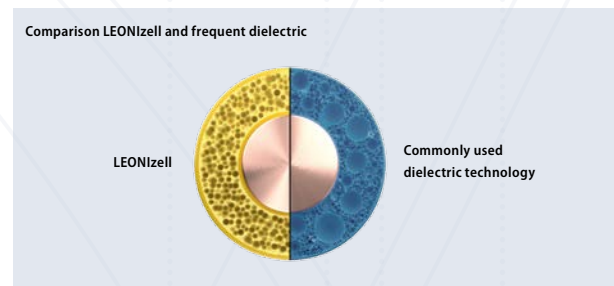 Comparison LEONIzell and frequent dielectric
LEONIzell
Commonly used
dielectric technology